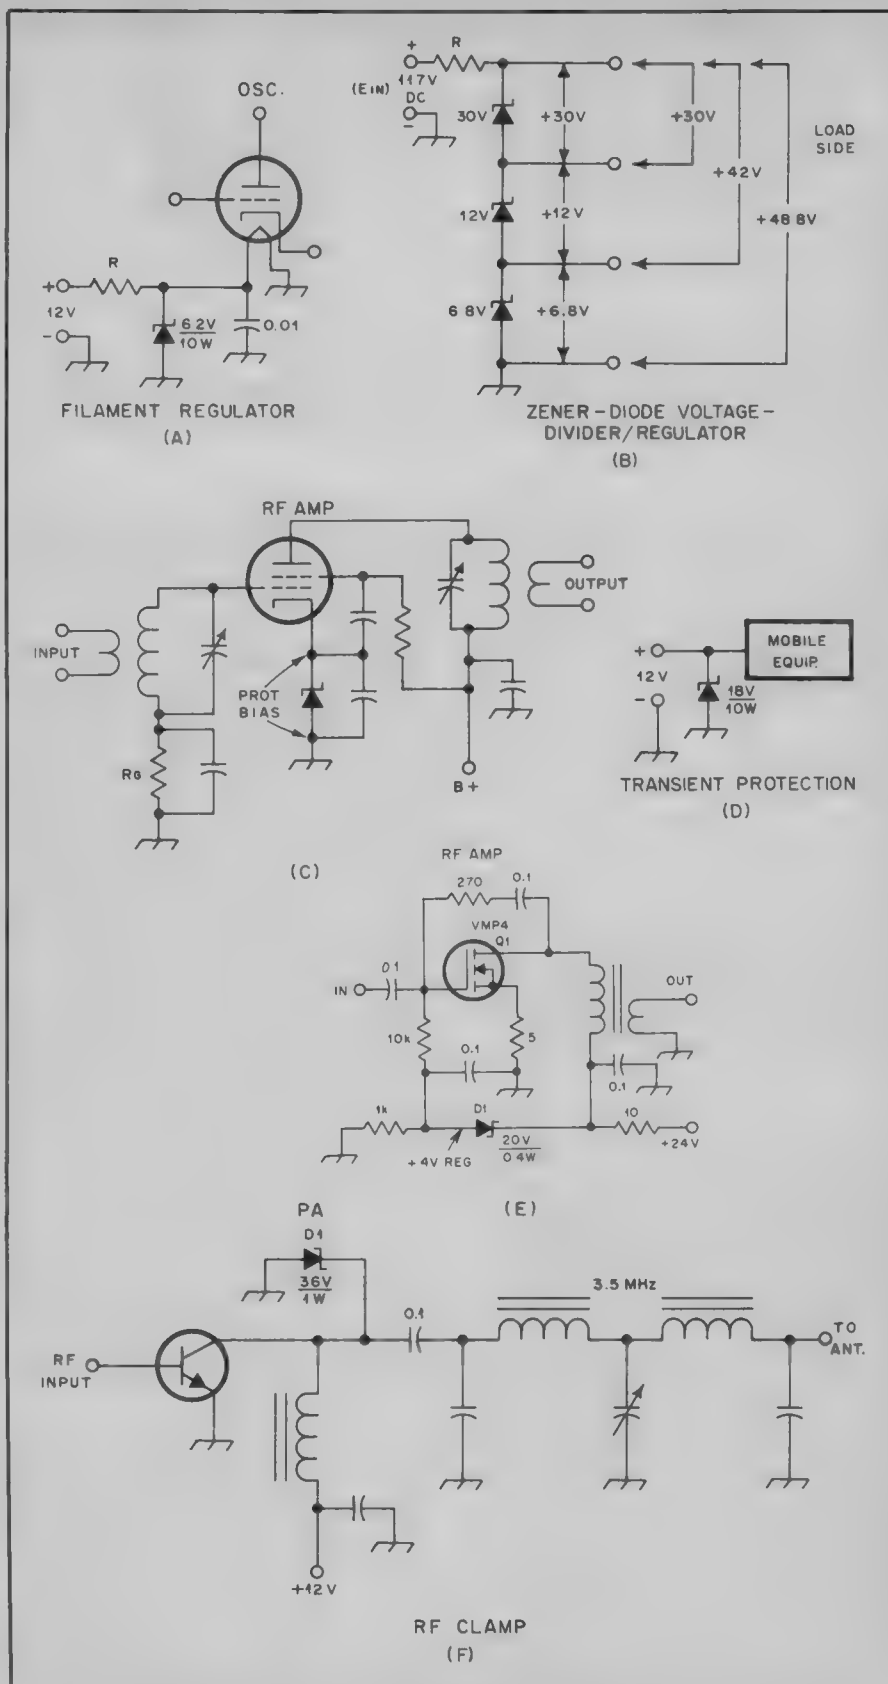 OSC.
R
+
12V
-
6.2V
10W
0.01
FILAMENT REGULATOR
(A)
+
R
117V
(EIN)
DC
-
30V
+30V
+30V
LOAD
SIDE
+42V
12V
+12V
+48.8V
6.8V
+6.8V
ZENER-DIODE VOLTAGE-
DIVIDER/REGULATOR
(B)
RF AMP
INPUT
OUTPUT
PROT
BIAS
RG
B+
(C)
+
12V
-
MOBILE
EQUIP.
18V
10W
TRANSIENT PROTECTION
(D)
RF AMP
270
0.1
VMP4
Q1
0.1
IN
OUT
10k
0.1
5
0.1
1k
D1
10
+4V REG
20V
0.4W
+24V
(E)
PA
D1
36V
1W
0.1
3.5 MHz
RF
INPUT
TO
ANT.
+12V
RF CLAMP
(F)